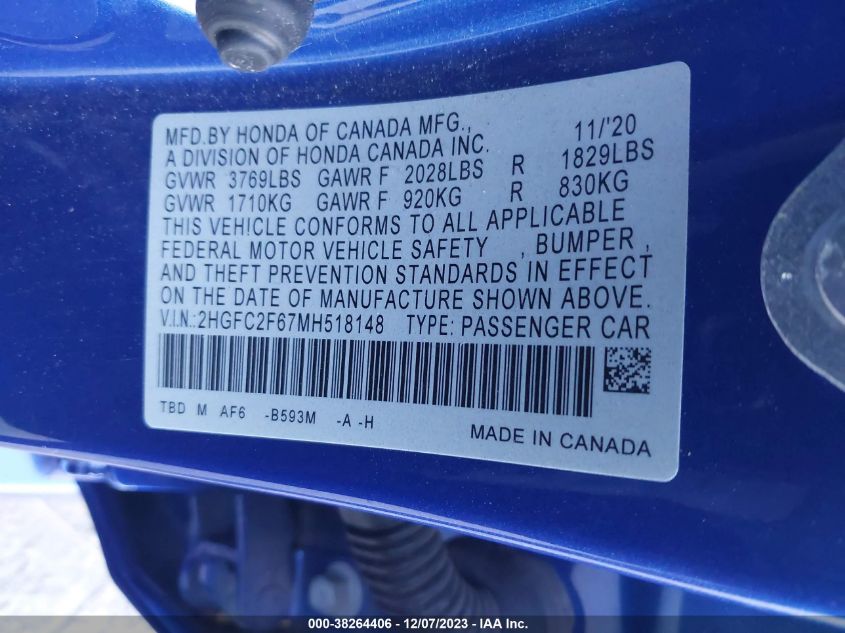 MFD.BY HONDA OF CANADA MFG., 11/'20
A DIVISION OF HONDA CANADA INC.
GVWR 3769LBS GAWR F 2028LBS R 1829LBS
GVWR 1710KG GAWR F 920KG R 830KG
THIS VEHICLE CONFORMS TO ALL APPLICABLE
FEDERAL MOTOR VEHICLE SAFETY , BUMPER ,
AND THEFT PREVENTION STANDARDS IN EFFECT
ON THE DATE OF MANUFACTURE SHOWN ABOVE.
V.I.N.:2HGFC2F67MH518148 TYPE: PASSENGER CAR
TBD M AF6 -B593M -A -H
MADE IN CANADA
000-38264406 - 12/07/2023 - © IAA, Inc.